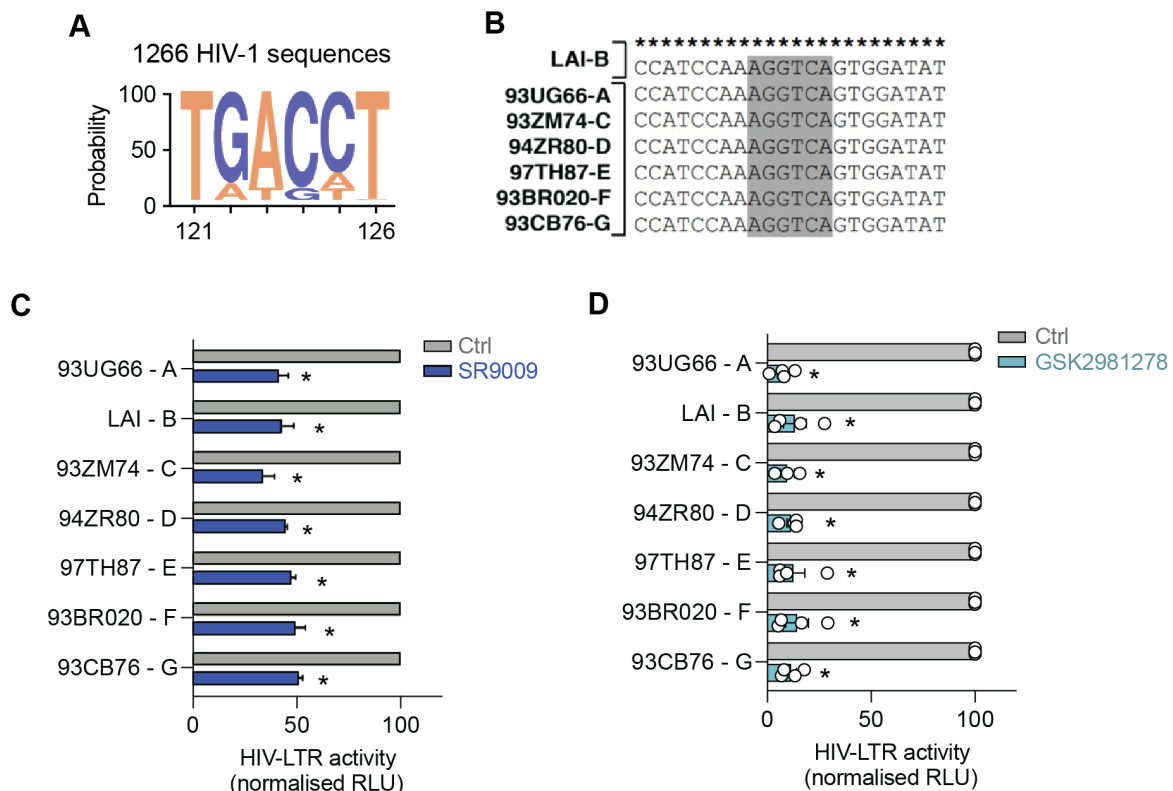 A
1266 HIV-1 sequences
Probability
100
50
0
TGACCT
ATGAT
T
121
126
B
************************
LAI-B CCATCCAAAGGTCAGTGGATAT
93UG66-A CCATCCAAAGGTCAGTGGATAT
93ZM74-C CCATCCAAAGGTCAGTGGATAT
94ZR80-D CCATCCAAAGGTCAGTGGATAT
97TH87-E CCATCCAAAGGTCAGTGGATAT
93BR020-F CCATCCAAAGGTCAGTGGATAT
93CB76-G CCATCCAAAGGTCAGTGGATAT
C
Ctrl
SR9009
93UG66 - A *
LAI - B *
93ZM74 - C *
94ZR80 - D *
97TH87 - E *
93BR020 - F *
93CB76 - G *
0 50 100
HIV-LTR activity
(normalised RLU)
D
Ctrl
GSK2981278
93UG66 - A *
LAI - B *
93ZM74 - C *
94ZR80 - D *
97TH87 - E *
93BR020 - F *
93CB76 - G *
0 50 100
HIV-LTR activity
(normalised RLU)